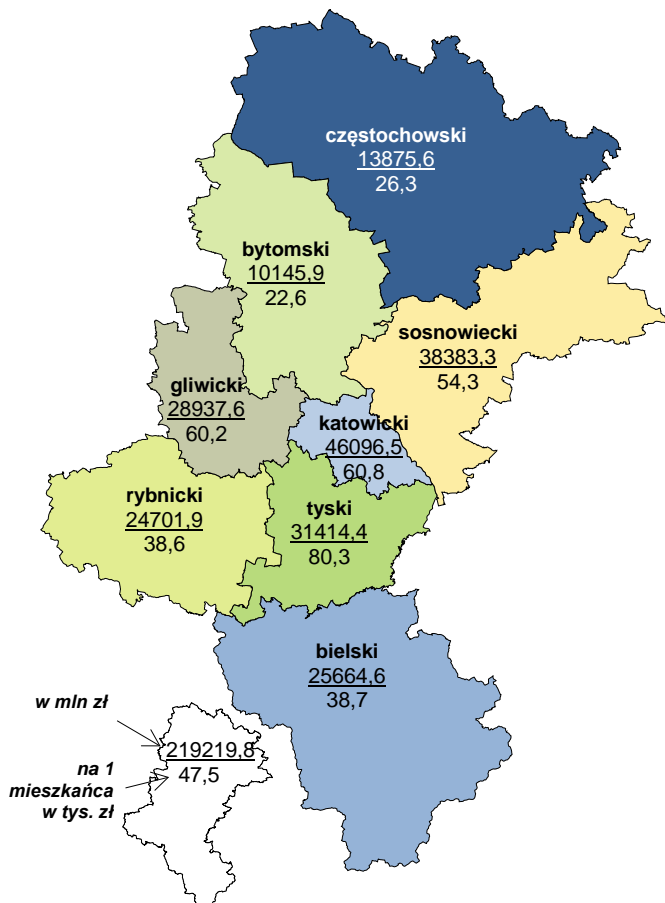 częstochowski
13875,6
26,3
bytomski
10145,9
22,6
sosnowiecki
38383,3
54,3
gliwicki
28937,6
60,2
katowicki
46096,5
60,8
rybnicki
24701,9
38,6
tyski
31414,4
80,3
bielski
25664,6
38,7
w mln zł
219219,8
47,5
na 1
mieszkańca
w tys. zł